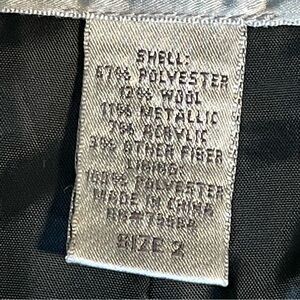 SHELL:
67% POLYESTER
12% WOOL
11% METALLIC
7% ACRYLIC
3% OTHER FIBER
LINING:
100% POLYESTER
MADE IN CHINA
SIZE 2